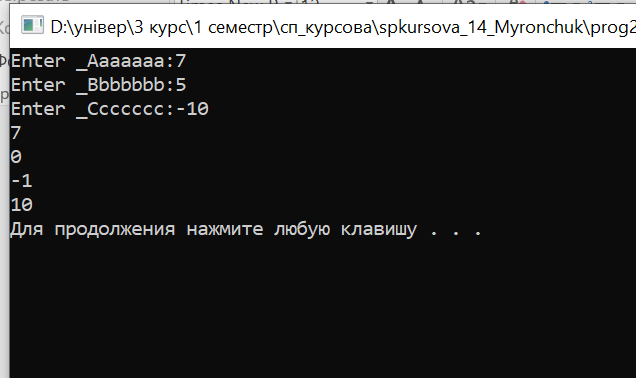 D:\універ\3 курс\1 семестр\сп_курсова\spkursova_14_Myronchuk\prog2
Enter _Aaaaaaa:7
Enter _Bbbbbbb:5
Enter _Ccccccc:-10
7
0
-1
10
Для продолжения нажмите любую клавишу . . .